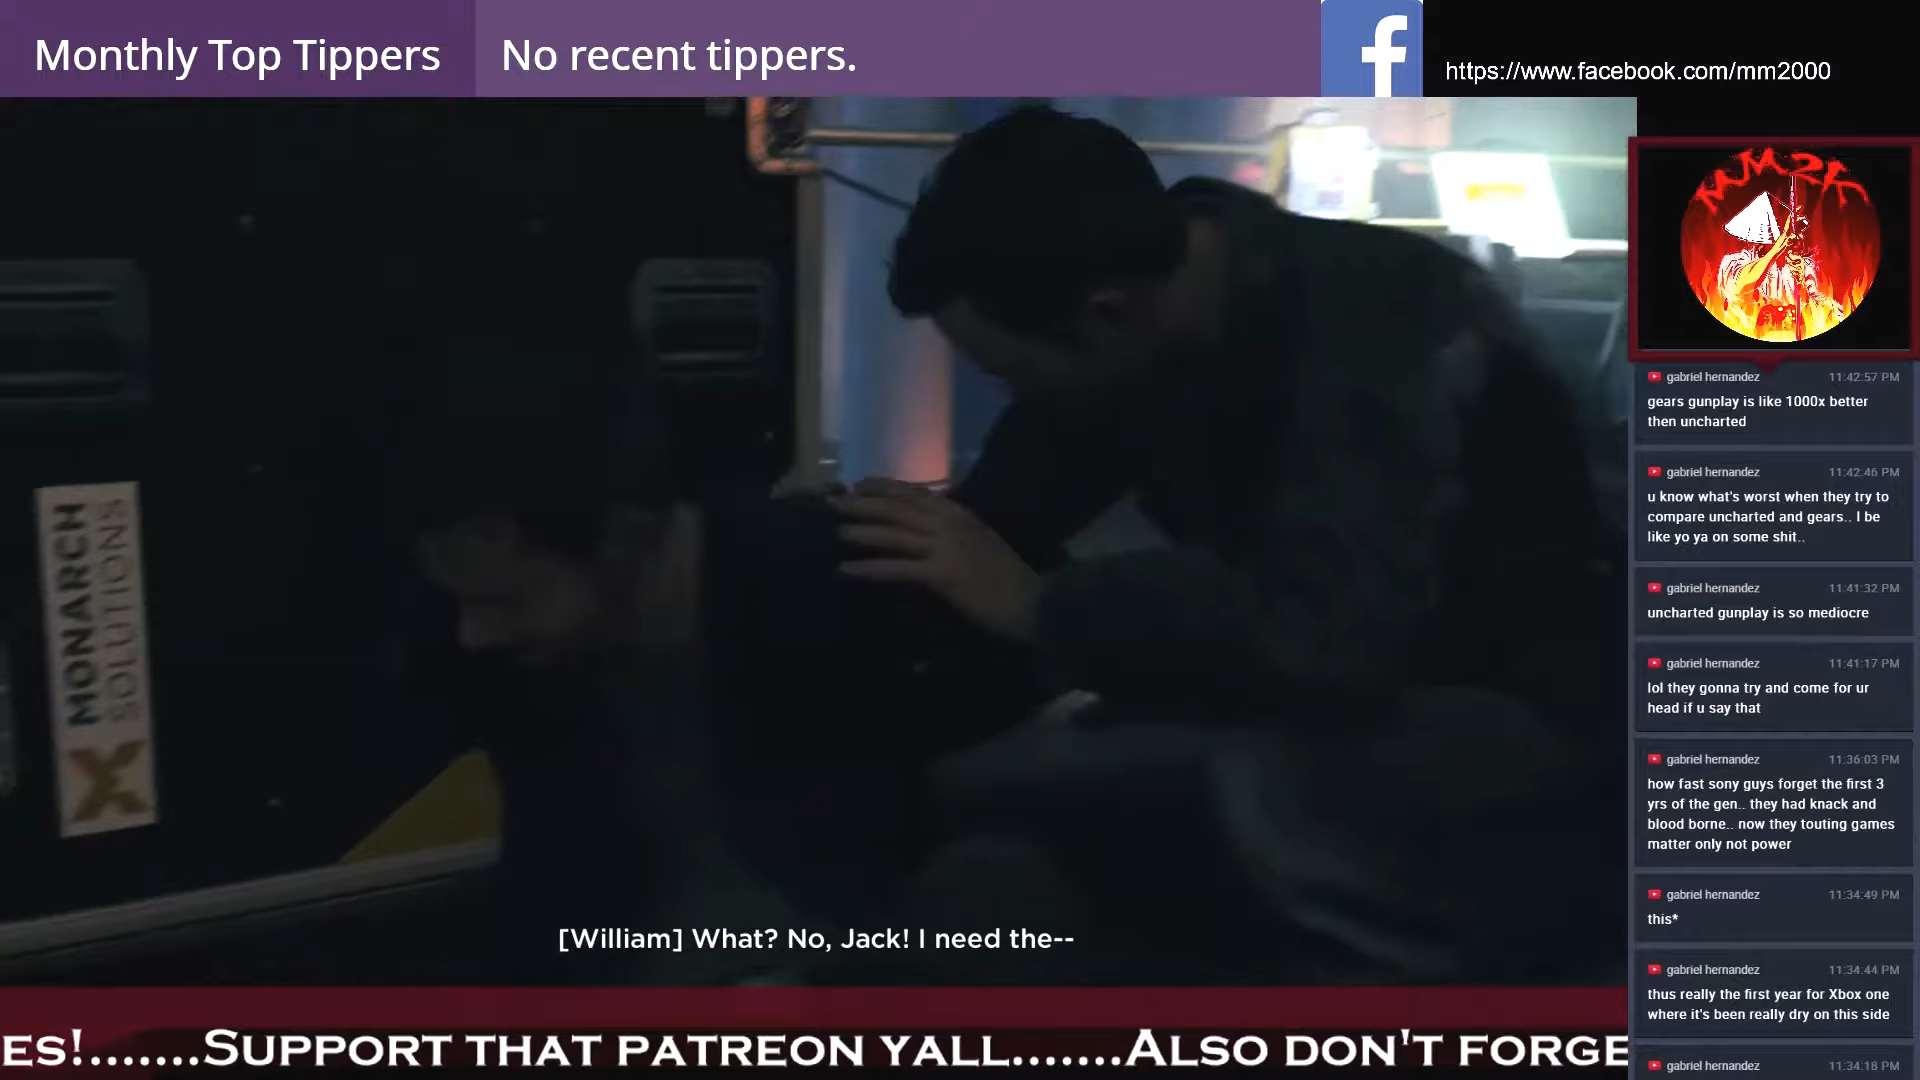 Monthly Top Tippers
No recent tippers.
https://www.facebook.com/mm2000
MM2K
gabriel hernandez 11:42:57 PM
gears gunplay is like 1000x better
then uncharted
gabriel hernandez 11:42:46 PM
u know what's worst when they try to
compare uncharted and gears.. I be
like yo ya on some shit..
gabriel hernandez 11:41:32 PM
uncharted gunplay is so mediocre
gabriel hernandez 11:41:17 PM
lol they gonna try and come for ur
head if u say that
gabriel hernandez 11:36:03 PM
how fast sony guys forget the first 3
yrs of the gen.. they had knack and
blood borne.. now they touting games
matter only not power
gabriel hernandez 11:34:49 PM
this*
gabriel hernandez 11:34:44 PM
thus really the first year for Xbox one
where it's been really dry on this side
gabriel hernandez 11:34:18 PM
MONARCH
SOLUTIONS
[William] What? No, Jack! I need the--
ES!.......SUPPORT THAT PATREON YALL.......ALSO DON'T FORGE